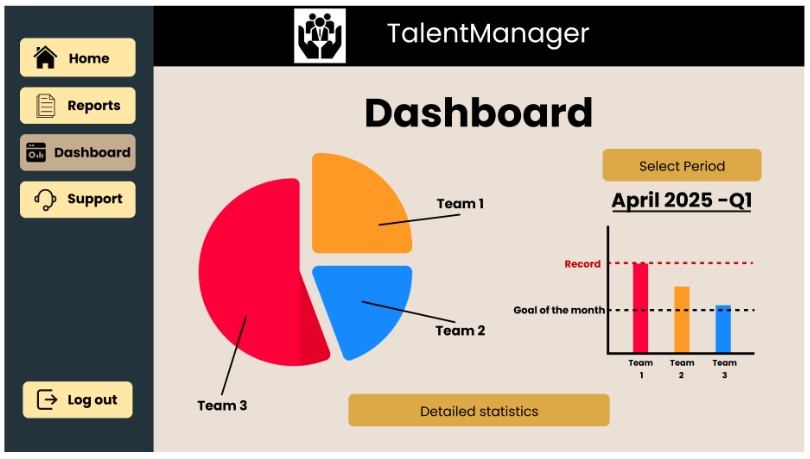 TalentManager
Home
Reports
Dashboard
Support
Log out
Dashboard
Team 1
Team 2
Team 3
Detailed statistics
Select Period
April 2025 -Q1
Record
Goal of the month
Team
1
Team
2
Team
3